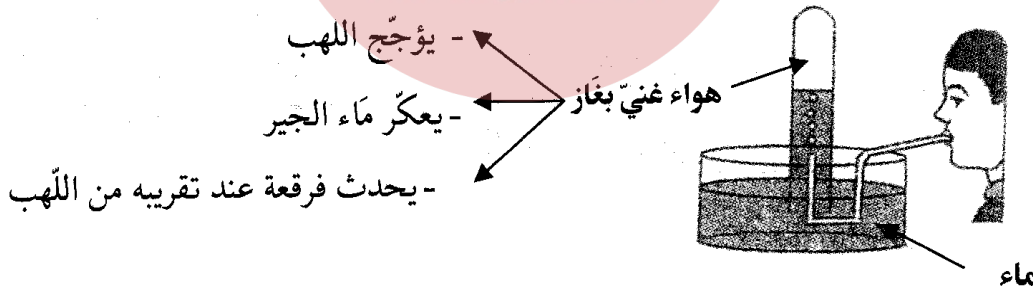 - يؤجّج اللهب
هواء غنيّ بغَاز
- يعكّر مَاء الجير
- يحدث فرقعة عند تقريبه من اللّهب
ماء